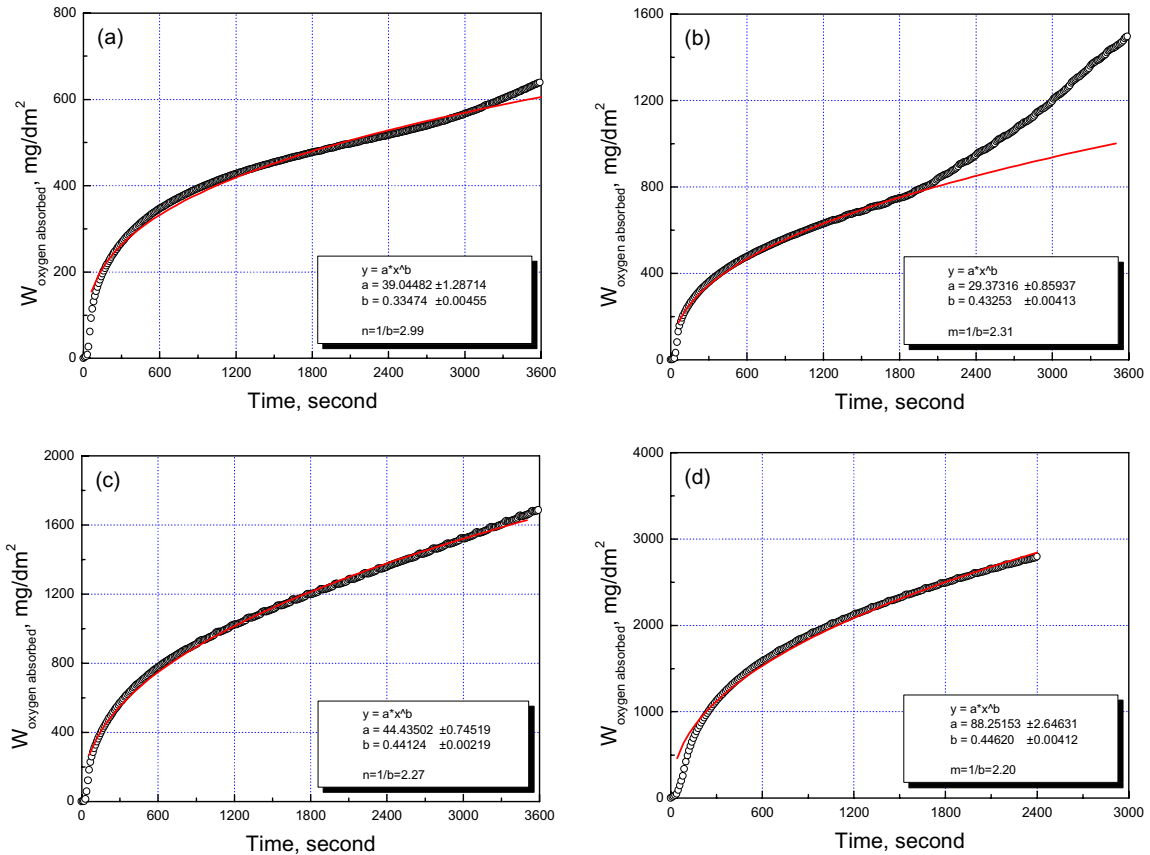 (a)
800
600
400
200
0
W oxygen absorbed, mg/dm²
y = a*x^b
a = 39.04482 ±1.28714
b = 0.33474 ±0.00455
n=1/b=2.99
0 600 1200 1800 2400 3000 3600
Time, second
(b)
1600
1200
800
400
0
W oxygen absorbed, mg/dm²
y = a*x^b
a = 29.37316 ±0.85937
b = 0.43253 ±0.00413
m=1/b=2.31
0 600 1200 1800 2400 3000 3600
Time, second
(c)
2000
1600
1200
800
400
0
W oxygen absorbed, mg/dm²
y = a*x^b
a = 44.43502 ±0.74519
b = 0.44124 ±0.00219
n=1/b=2.27
0 600 1200 1800 2400 3000 3600
Time, second
(d)
4000
3000
2000
1000
0
W oxygen absorbed, mg/dm²
y = a*x^b
a = 88.25153 ±2.64631
b = 0.44620 ±0.00412
m=1/b=2.20
0 600 1200 1800 2400 3000
Time, second